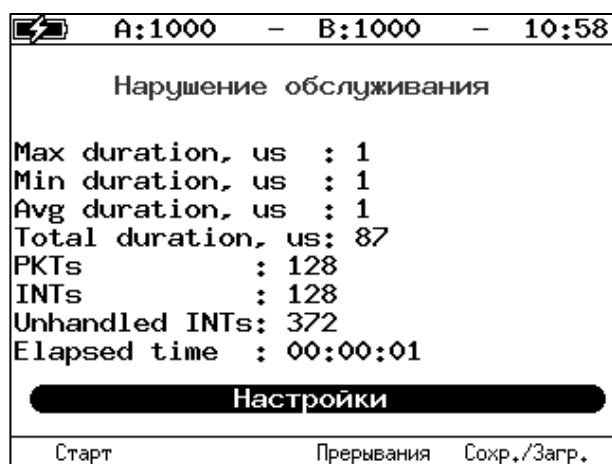 A:1000 – B:1000 – 10:58
Нарушение обслуживания
Max duration, us : 1
Min duration, us : 1
Avg duration, us : 1
Total duration, us: 87
PKTs : 128
INTs : 128
Unhandled INTs: 372
Elapsed time : 00:00:01
Настройки
Старт Прерывания Сохр./Загр.